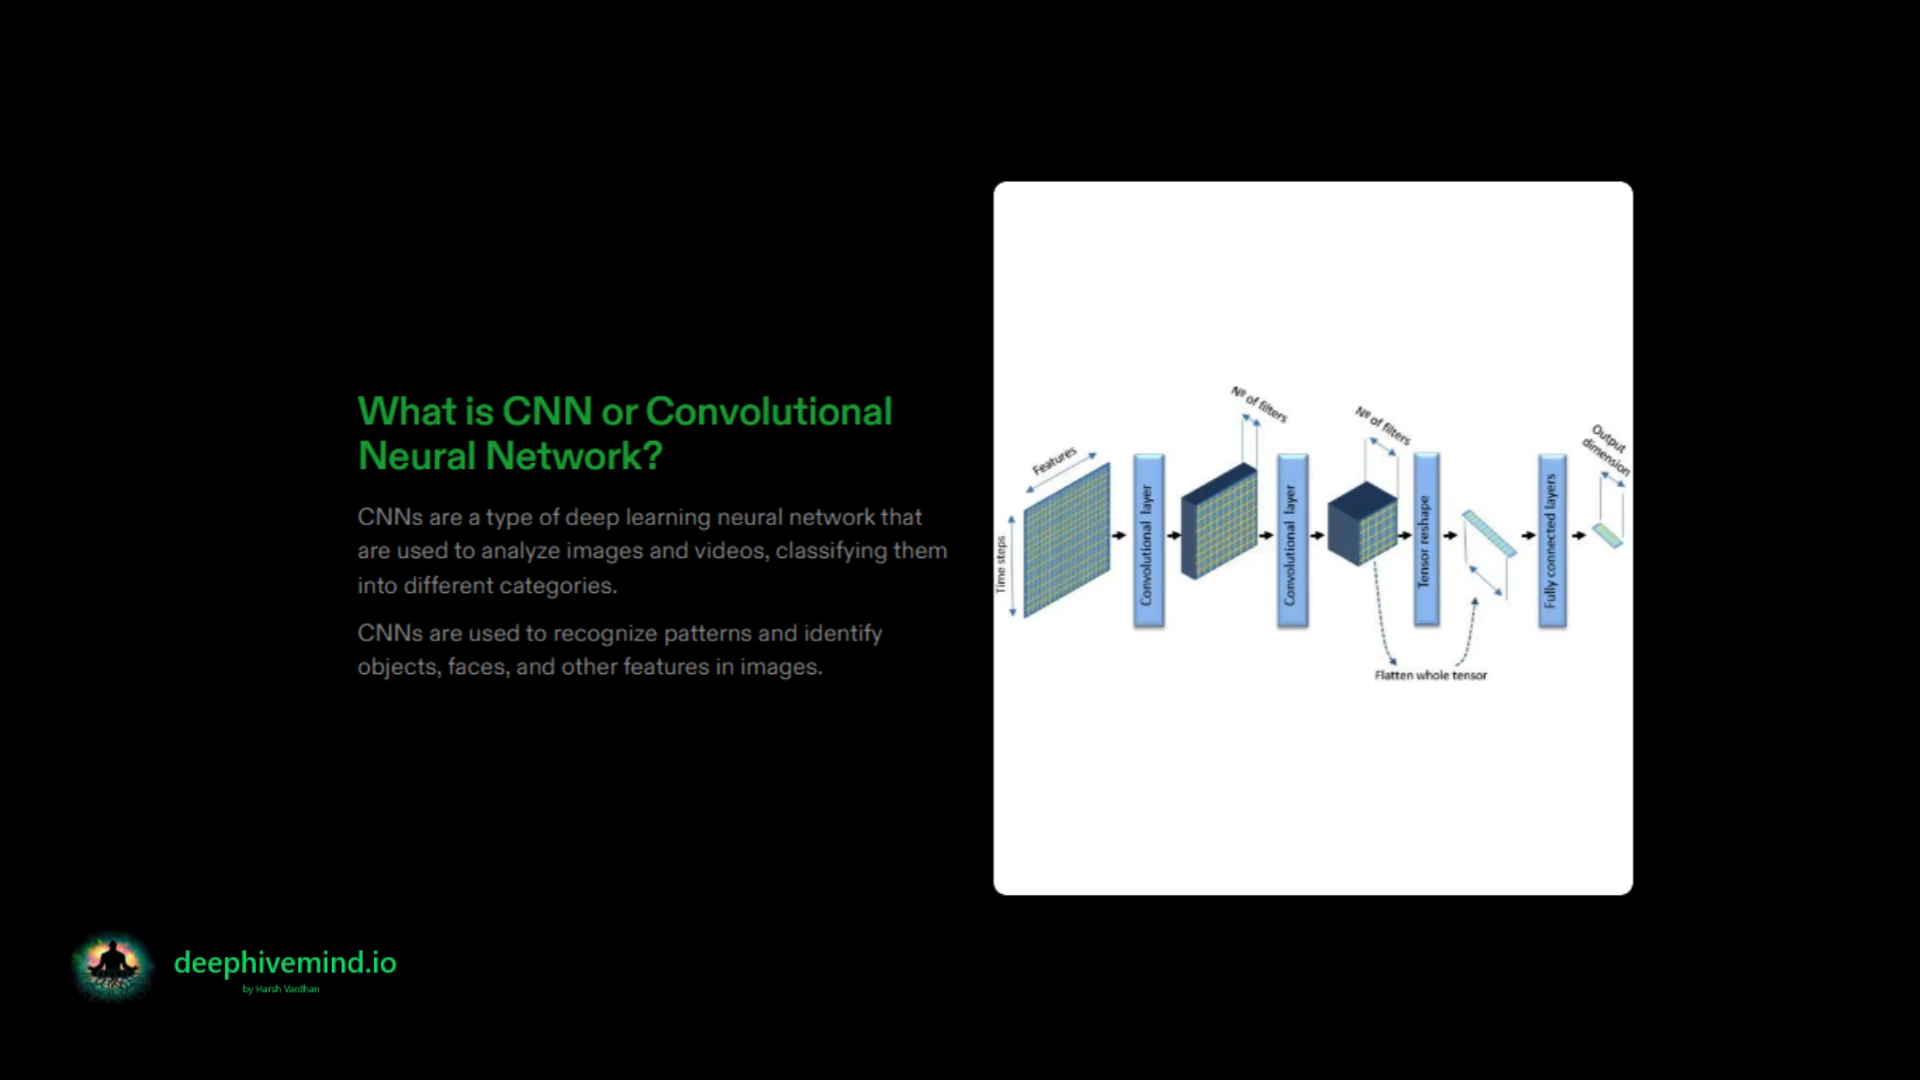 What is CNN or Convolutional
Neural Network?
CNNs are a type of deep learning neural network that
are used to analyze images and videos, classifying them
into different categories.
CNNs are used to recognize patterns and identify
objects, faces, and other features in images.
Features
Time steps
Convolutional layer
Nº of filters
Convolutional layer
Nº of filters
Tensor reshape
Flatten whole tensor
Fully connected layers
Output
dimension
deephivemind.io
by Harsh Vardhan